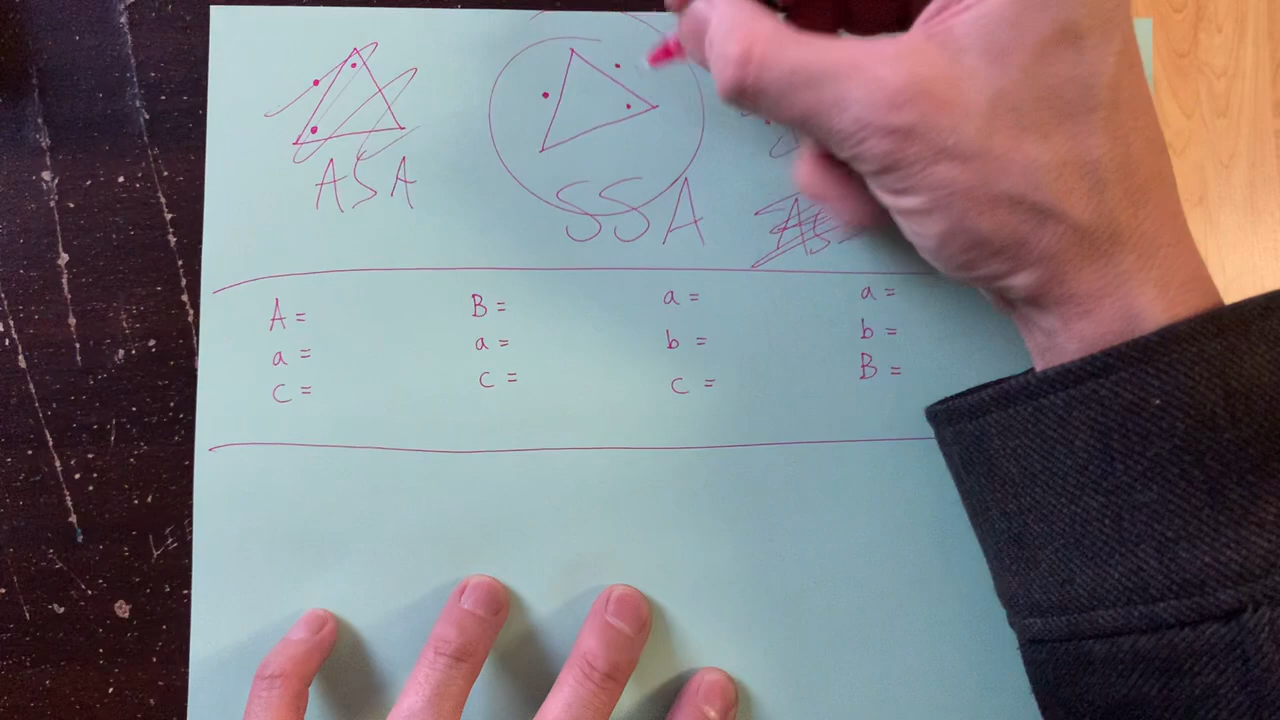 ASA
SSA
A =
a =
C =
B =
a =
c =
a =
b =
c =
a =
b =
B =